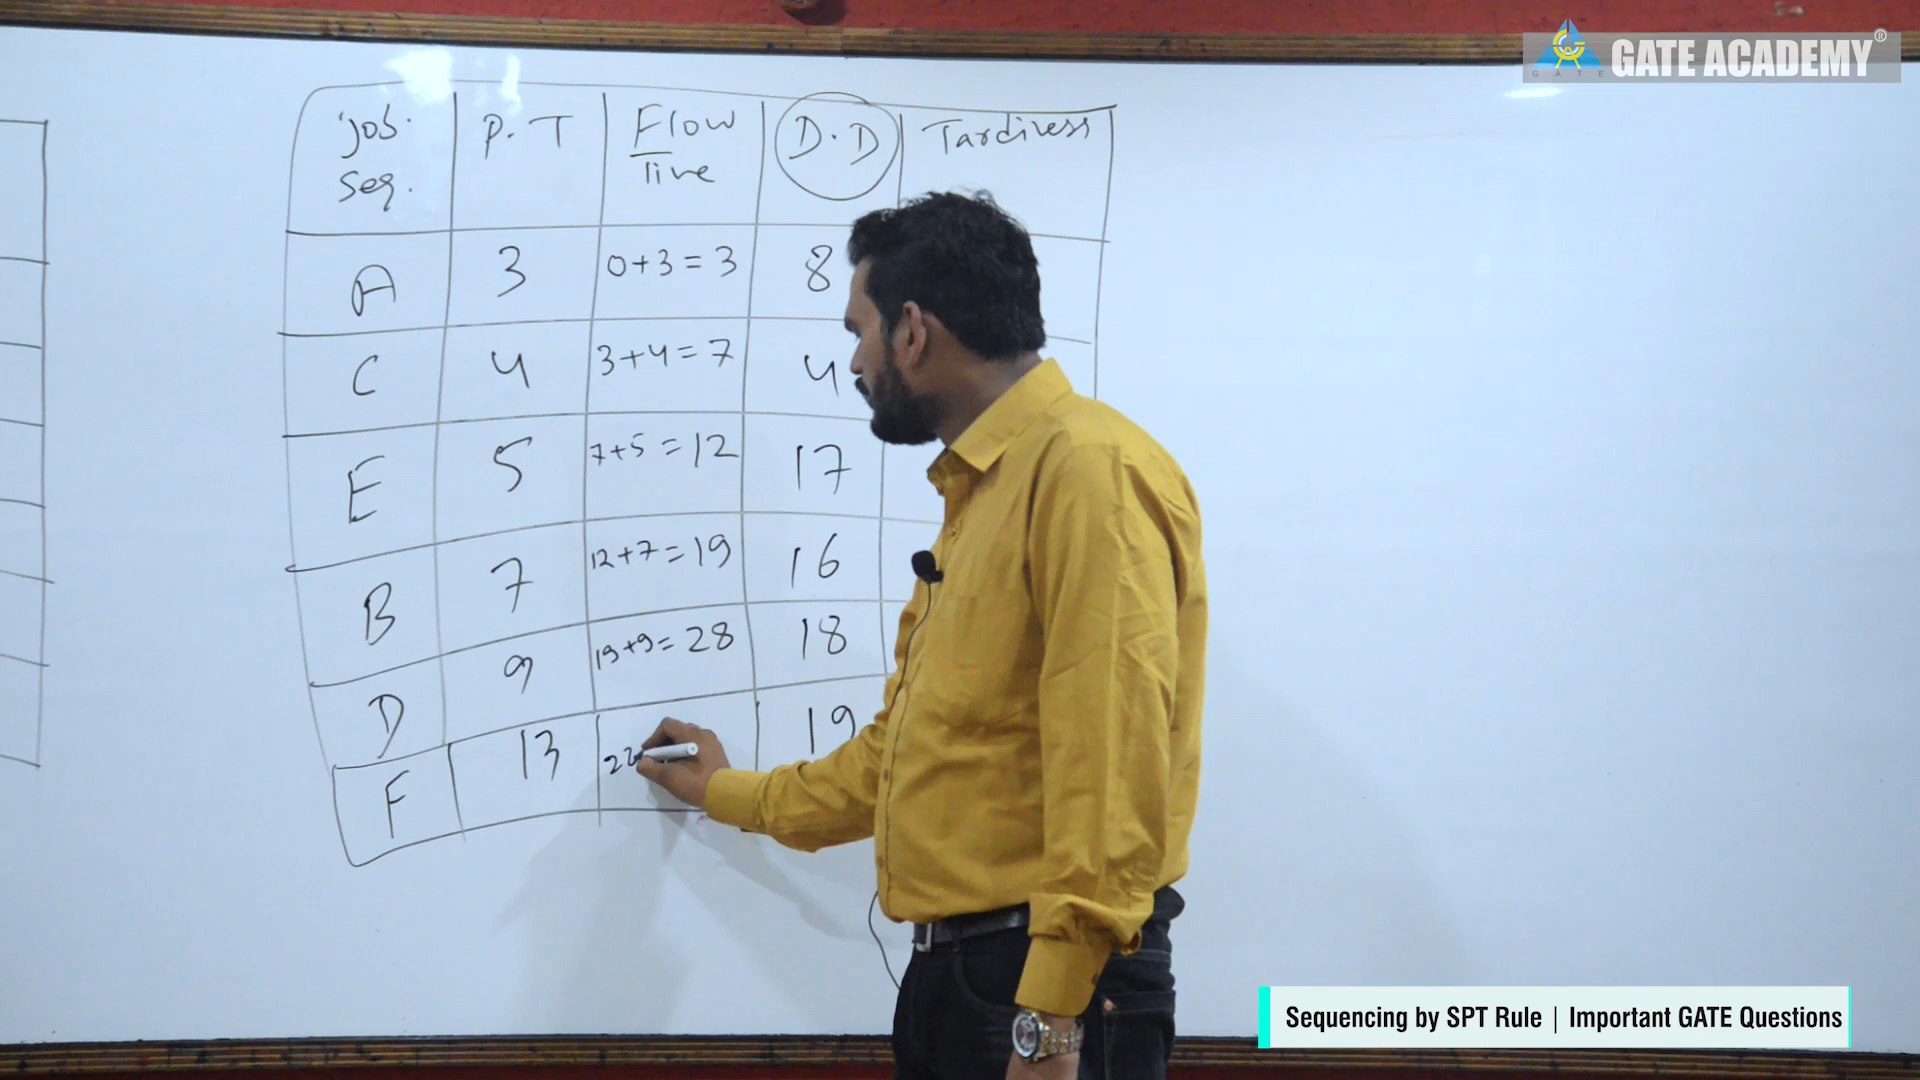 GATE
GATE ACADEMY®
Job. P.T Flow Time D.D Tardiness
Seq.
A 3 0+3=3 8
C 4 3+4=7 4
E 5 7+5=12 17
B 7 12+7=19 16
D 9 19+9=28 18
F 13 19
Sequencing by SPT Rule | Important GATE Questions